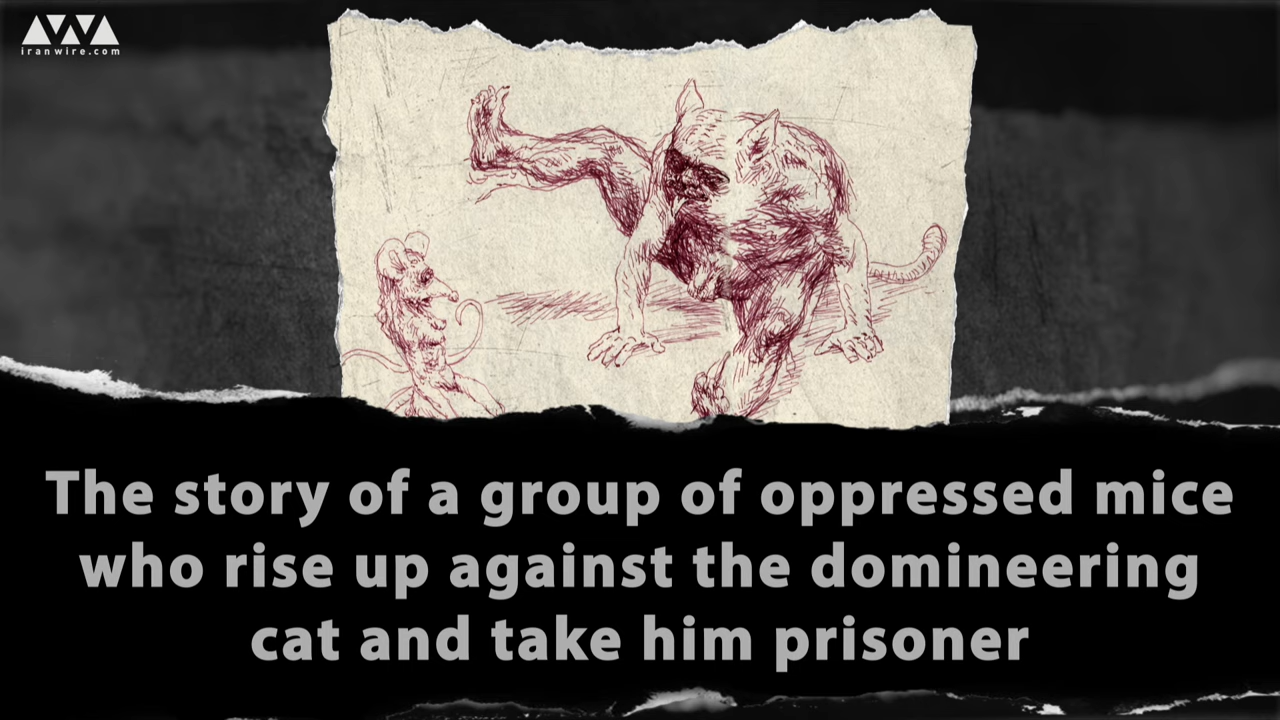 iranwire.com
The story of a group of oppressed mice
who rise up against the domineering
cat and take him prisoner